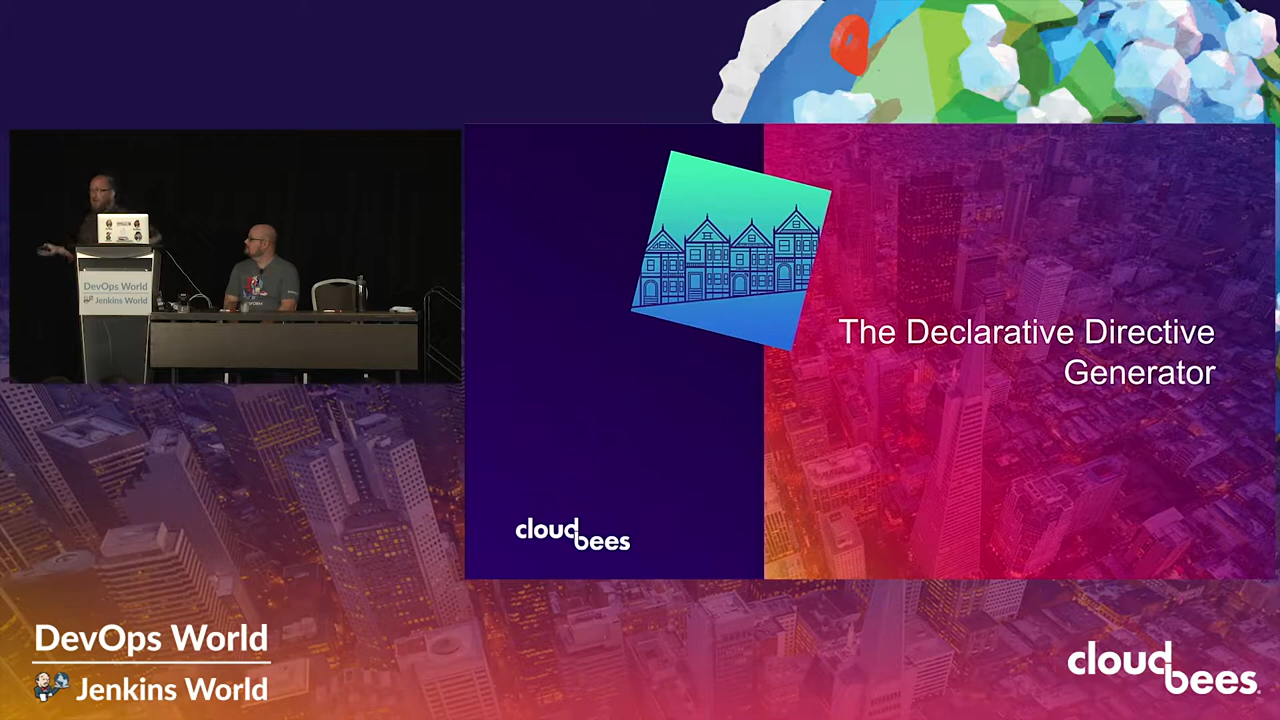 DevOps World
Jenkins World
The Declarative Directive
Generator
cloudbees
DevOps World
Jenkins World
cloudbees